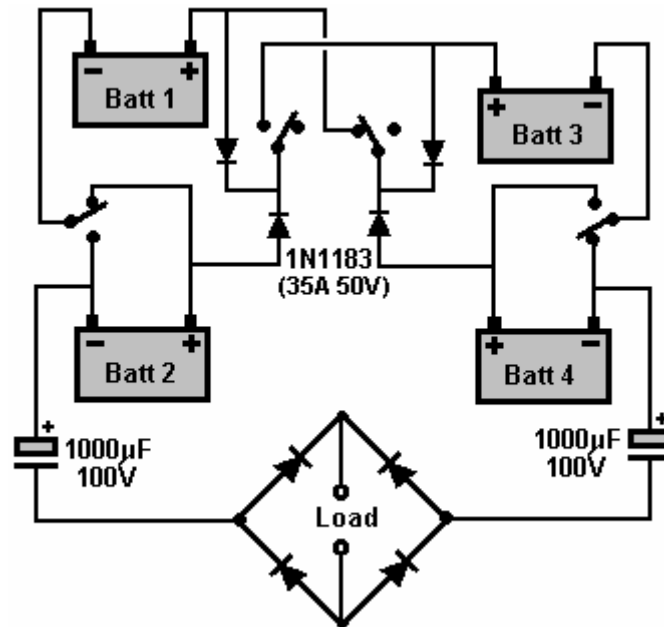 - +
Batt 1
+ -
Batt 3
1N1183
(35A 50V)
- +
Batt 2
+ -
Batt 4
+
1000µF
100V
+
1000µF
100V
Load